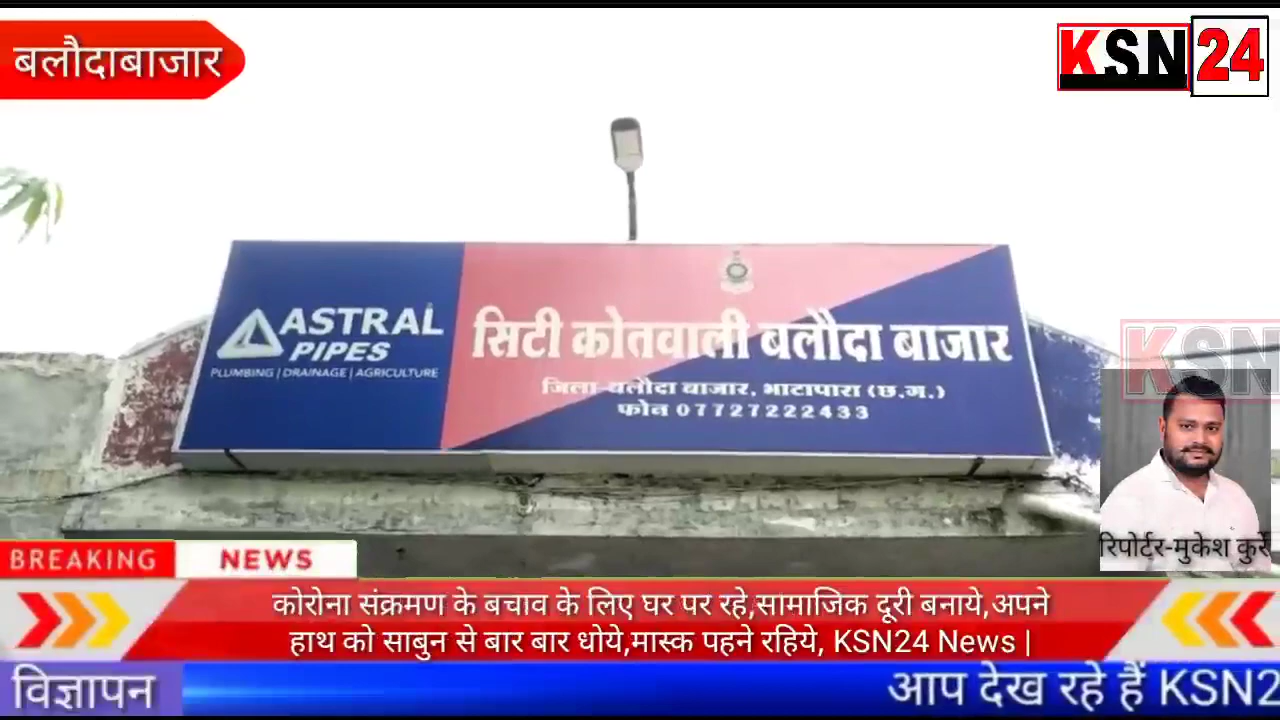 बलौदाबाजार
KSN24
ASTRAL
PIPES
PLUMBING | DRAINAGE | AGRICULTURE
सिटी कोतवाली बलौदा बाजार
जिला-बलौदा बाजार, भाटापारा (छ.ग.)
फोन 07727222433
KSN
रिपोर्टर-मुकेश कुर्रे
BREAKING NEWS
कोरोना संक्रमण के बचाव के लिए घर पर रहे,सामाजिक दूरी बनाये,अपने
हाथ को साबुन से बार बार धोये,मास्क पहने रहिये, KSN24 News |
विज्ञापन
आप देख रहे हैं KSN2